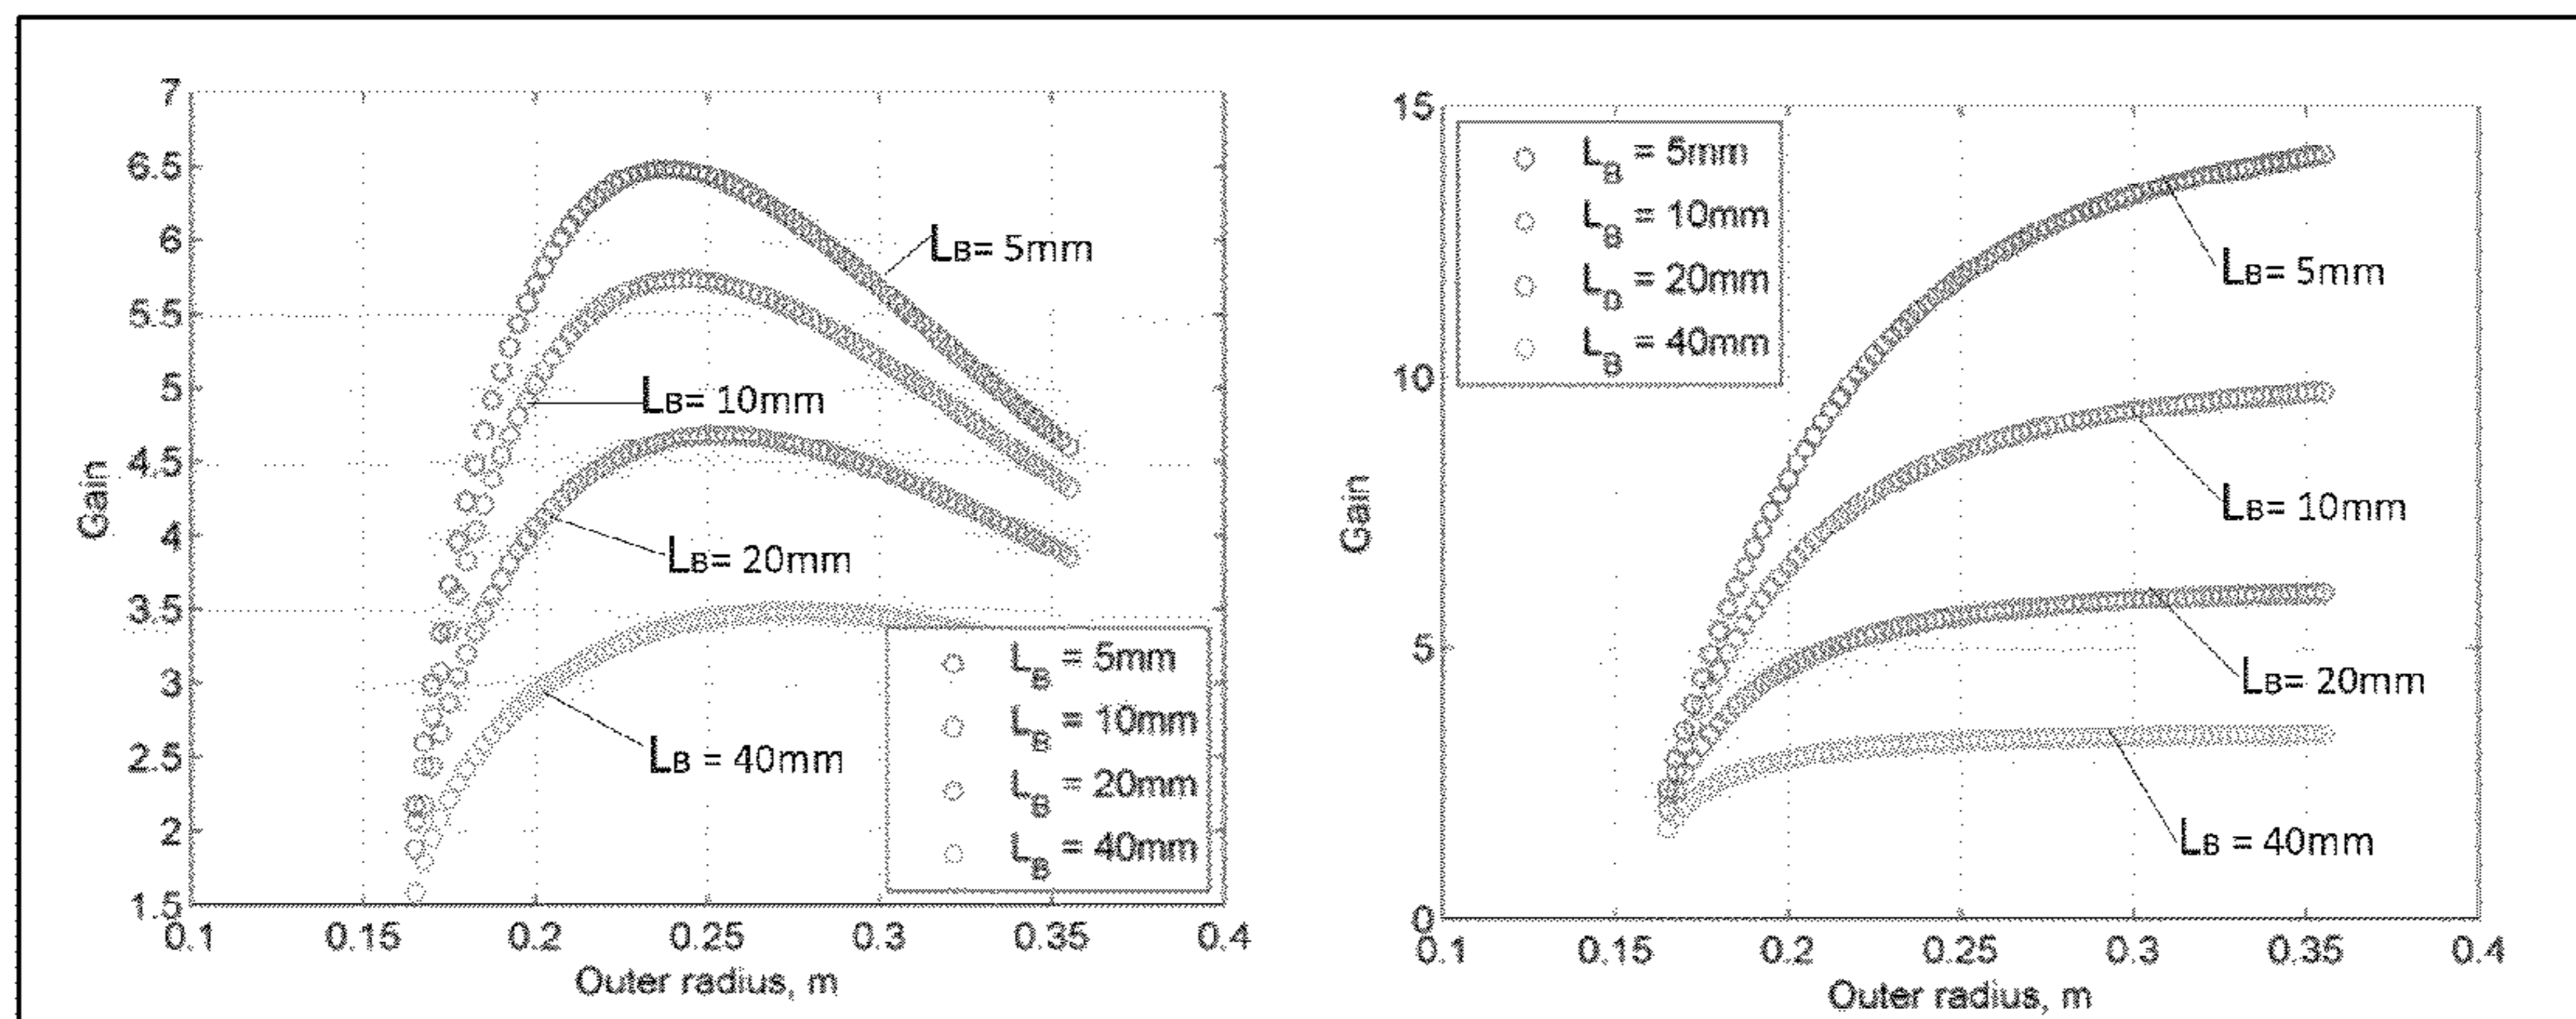 7
6.5
6
5.5
5
4.5
4
3.5
3
2.5
2
1.5
Gain
LB= 5mm
LB= 10mm
LB= 20mm
LB = 40mm
LB = 5mm
LB = 10mm
LB = 20mm
LB = 40mm
0.1 0.15 0.2 0.25 0.3 0.35 0.4
Outer radius, m
15
10
5
0
Gain
LB = 5mm
LB = 10mm
LD = 20mm
LB = 40mm
LB= 5mm
LB= 10mm
LB= 20mm
LB = 40mm
0.1 0.15 0.2 0.25 0.3 0.35 0.4
Outer radius, m